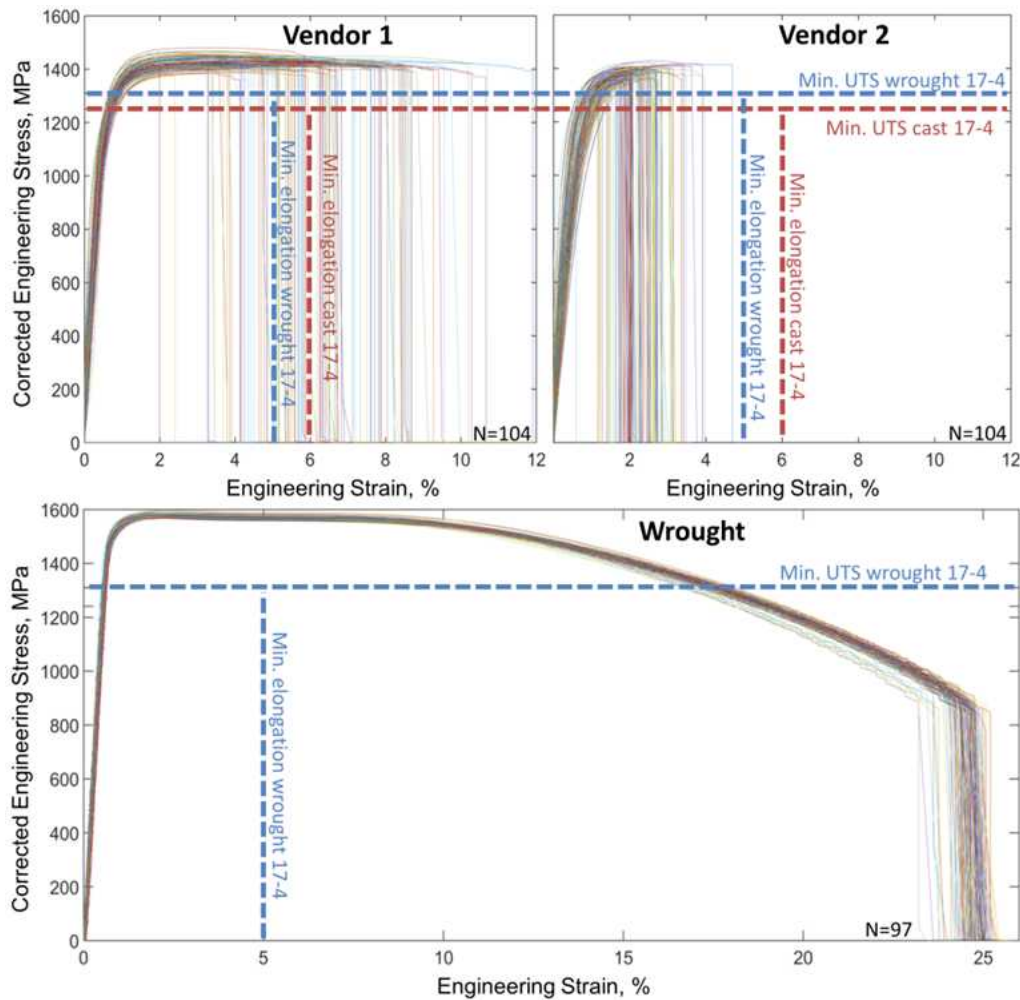 Vendor 1
Vendor 2
Corrected Engineering Stress, MPa
1600
1400
1200
1000
800
600
400
200
0
Min. UTS wrought 17-4
Min. UTS cast 17-4
Min. elongation wrought 17-4
Min. elongation cast 17-4
Min. elongation wrought 17-4
Min. elongation cast 17-4
N=104
N=104
0 2 4 6 8 10 12
2 4 6 8 10 12
Engineering Strain, %
Engineering Strain, %
Wrought
Corrected Engineering Stress, MPa
1600
1400
1200
1000
800
600
400
200
0
Min. UTS wrought 17-4
Min. elongation wrought 17-4
N=97
0 5 10 15 20 25
Engineering Strain, %